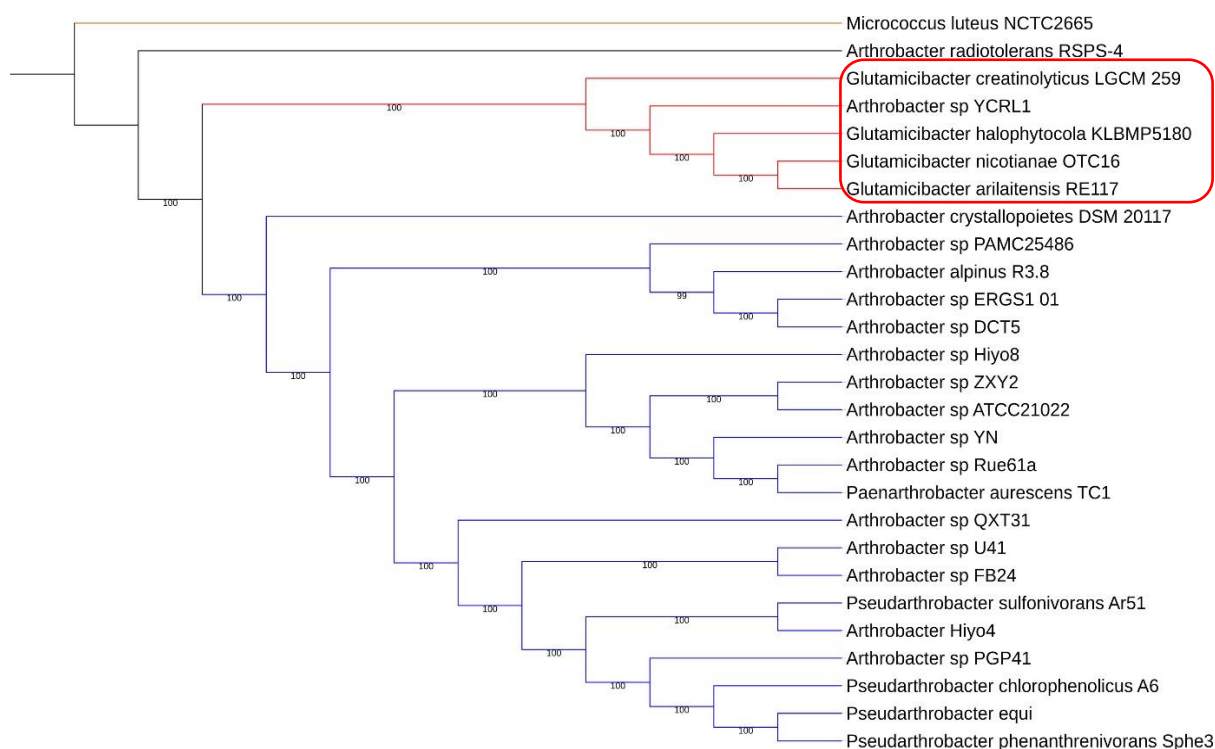 Micrococcus luteus NCTC2665
Arthrobacter radiotolerans RSPS-4
Glutamicibacter creatinolyticus LGCM 259
100
Arthrobacter sp YCRL1
100
Glutamicibacter halophytocola KLBMP5180
100
Glutamicibacter nicotianae OTC16
100
Glutamicibacter arilaitensis RE117
100
Arthrobacter crystallopoietes DSM 20117
Arthrobacter sp PAMC25486
100
Arthrobacter alpinus R3.8
99
100
Arthrobacter sp ERGS1 01
100
Arthrobacter sp DCT5
Arthrobacter sp Hiyo8
100
Arthrobacter sp ZXY2
100
100
Arthrobacter sp ATCC21022
100
Arthrobacter sp YN
100
Arthrobacter sp Rue61a
100
100
Paenarthrobacter aurescens TC1
Arthrobacter sp QXT31
Arthrobacter sp U41
100
100
Arthrobacter sp FB24
Pseudarthrobacter sulfonivorans Ar51
100
100
Arthrobacter Hiyo4
100
Arthrobacter sp PGP41
100
Pseudarthrobacter chlorophenolicus A6
100
Pseudarthrobacter equi
100
Pseudarthrobacter phenanthrenivorans Sphe3